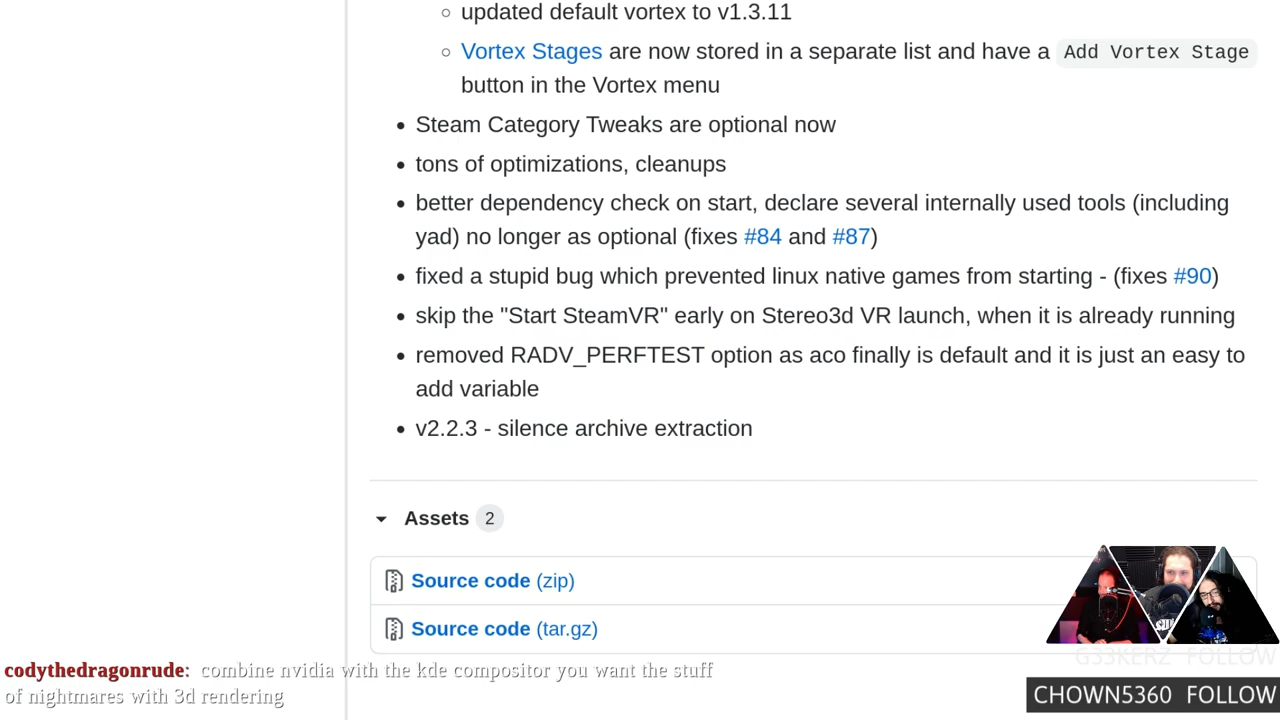 updated default vortex to v1.3.11
Vortex Stages are now stored in a separate list and have a Add Vortex Stage
button in the Vortex menu
Steam Category Tweaks are optional now
tons of optimizations, cleanups
better dependency check on start, declare several internally used tools (including
yad) no longer as optional (fixes #84 and #87)
fixed a stupid bug which prevented linux native games from starting - (fixes #90)
skip the "Start SteamVR" early on Stereo3d VR launch, when it is already running
removed RADV_PERFTEST option as aco finally is default and it is just an easy to
add variable
v2.2.3 - silence archive extraction
Assets 2
Source code (zip)
Source code (tar.gz)
codythedragonrude: combine nvidia with the kde compositor you want the stuff
of nightmares with 3d rendering
G33KERZ FOLLOW
CHOWN5360 FOLLOW